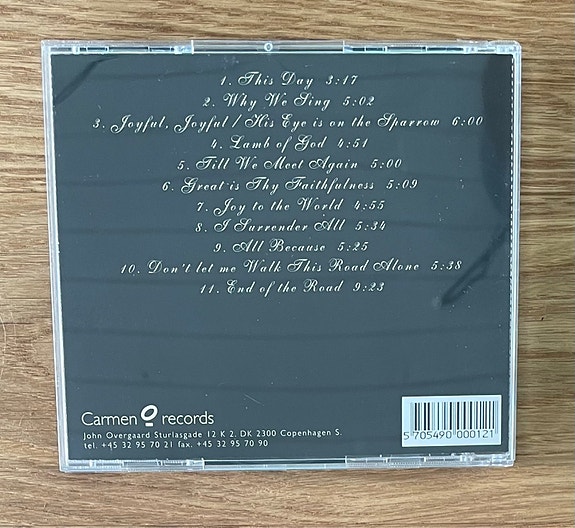 1. This Day 3:17
2. Why We Sing 5:02
3. Joyful, Joyful / His Eye is on the Sparrow 6:00
4. Lamb of God 4:51
5. Till We Meet Again 5:00
6. Great is Thy Faithfulness 5:09
7. Joy to the World 4:55
8. I Surrender All 5:34
9. All Because 5:25
10. Don't let me Walk This Road Alone 5:38
11. End of the Road 9:23
Carmen records
John Overgaard Sturlasgade 12 K 2. DK 2300 Copenhagen S.
tel. +45 32 95 70 21 fax. +45 32 95 70 90
5 705490 000121